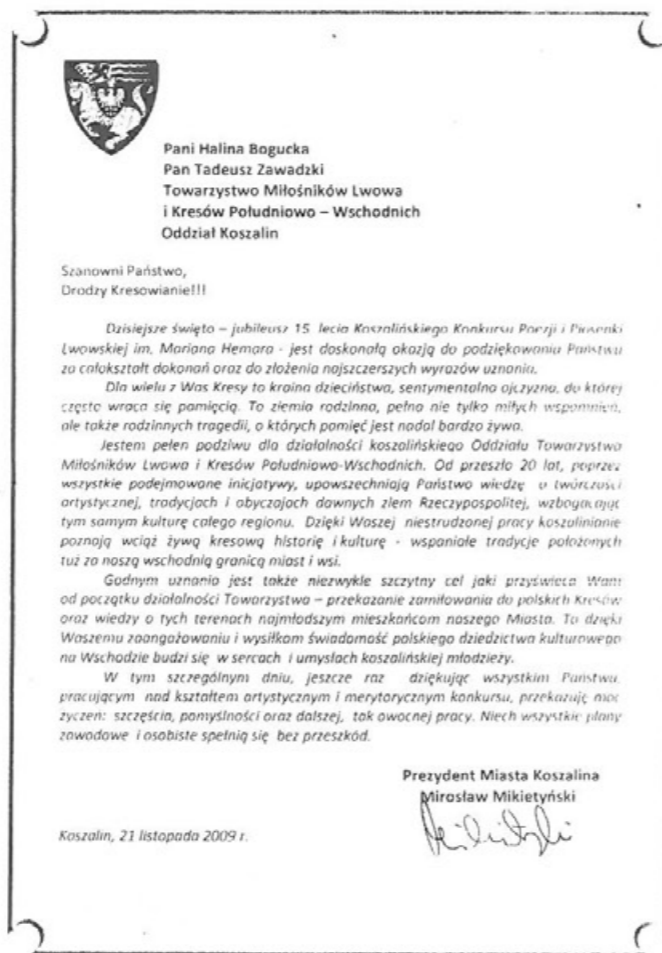 Pani Halina Bogucka
Pan Tadeusz Zawadzki
Towarzystwo Miłośników Lwowa
i Kresów Południowo – Wschodnich
Oddział Koszalin
Szanowni Państwo,
Drodzy Kresowianie!!!
Dzisiejsze święto – jubileusz 15 lecia Koszalińskiego Konkursu Poezji i Piosenki
Lwowskiej im. Mariana Hemara - jest doskonałą okazją do podziękowania Państwu
za całokształt dokonań oraz do złożenia najszczerszych wyrazów uznania.
Dla wielu z Was Kresy to kraina dzieciństwa, sentymentalna ojczyzna, do której
często wraca się pamięcią. To ziemia rodzinna, pełna nie tylko miłych wspomnień,
ale także rodzinnych tragedii, o których pamięć jest nadal bardzo żywa.
Jestem pełen podziwu dla działalności koszalińskiego Oddziału Towarzystwa
Miłośników Lwowa i Kresów Południowo-Wschodnich. Od przeszło 20 lat, poprzez
wszystkie podejmowane inicjatywy, upowszechniają Państwo wiedzę o twórczości
artystycznej, tradycjach i obyczajach dawnych ziem Rzeczypospolitej, wzbogacając
tym samym kulturę całego regionu. Dzięki Waszej niestrudzonej pracy koszalinianie
poznają wciąż żywą kresową historię i kulturę - wspaniałe tradycje położonych
tuż za naszą wschodnią granicą miast i wsi.
Godnym uznania jest także niezwykle szczytny cel jaki przyświeca Wam
od początku działalności Towarzystwa – przekazanie zamiłowania do polskich Kresów
oraz wiedzy o tych terenach najmłodszym mieszkańcom naszego Miasta. To dzięki
Waszemu zaangażowaniu i wysiłkom świadomość polskiego dziedzictwa kulturowego
na Wschodzie budzi się w sercach i umysłach koszalińskiej młodzieży.
W tym szczególnym dniu, jeszcze raz dziękując wszystkim Państwu,
pracującym nad kształtem artystycznym i merytorycznym konkursu, przekazuję moc
życzeń: szczęścia, pomyślności oraz dalszej, tak owocnej pracy. Niech wszystkie plany
zawodowe i osobiste spełnią się bez przeszkód.
Prezydent Miasta Koszalina
Mirosław Mikietyński
Koszalin, 21 listopada 2009 r.